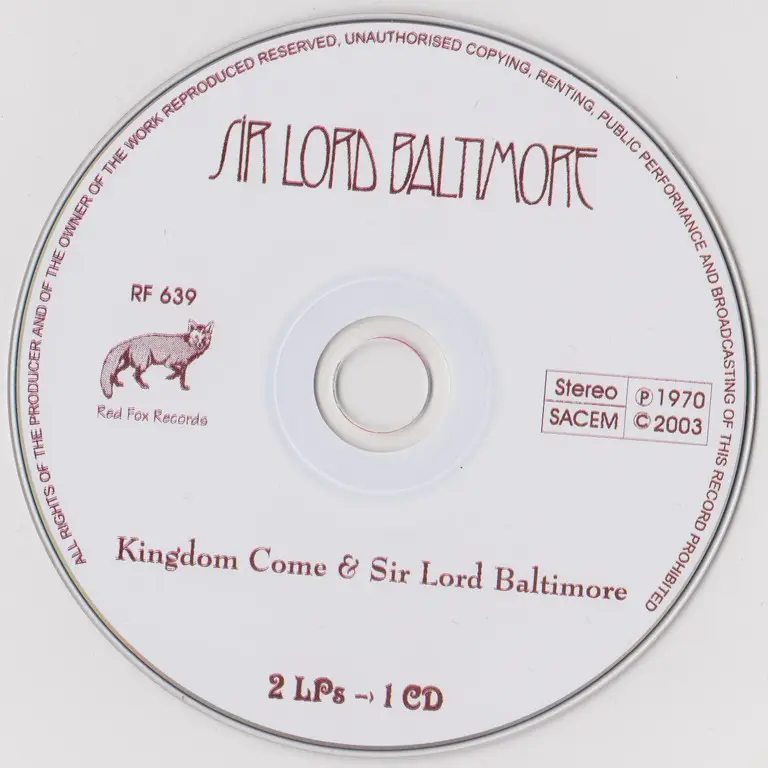 ALL RIGHTS OF THE PRODUCER AND OF THE OWNER OF THE WORK REPRODUCED RESERVED, UNAUTHORISED COPYING, RENTING, PUBLIC PERFORMANCE AND BROADCASTING OF THIS RECORD PROHIBITED
SIR LORD BALTIMORE
RF 639
Red Fox Records
Stereo ℗ 1970
SACEM © 2003
Kingdom Come & Sir Lord Baltimore
2 LPs → 1 CD